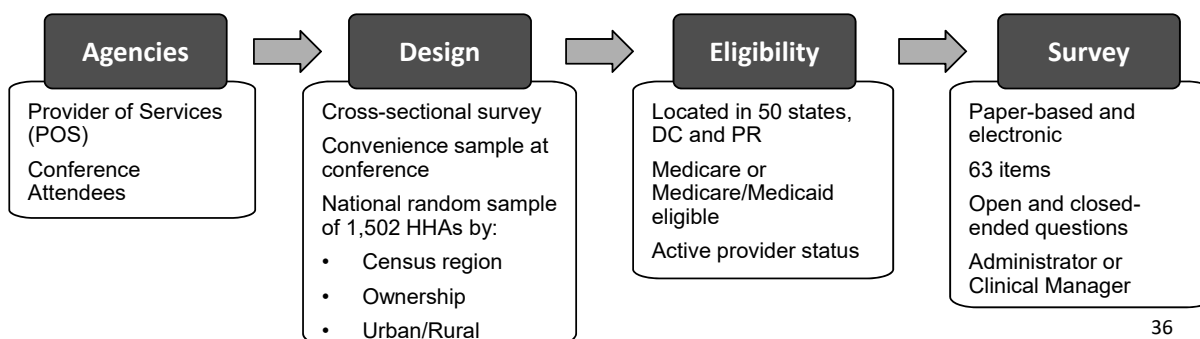 Agencies
Provider of Services
(POS)
Conference
Attendees
Design
Cross-sectional survey
Convenience sample at
conference
National random sample
of 1,502 HHAs by:
• Census region
• Ownership
• Urban/Rural
Eligibility
Located in 50 states,
DC and PR
Medicare or
Medicare/Medicaid
eligible
Active provider status
Survey
Paper-based and
electronic
63 items
Open and closed-
ended questions
Administrator or
Clinical Manager
36